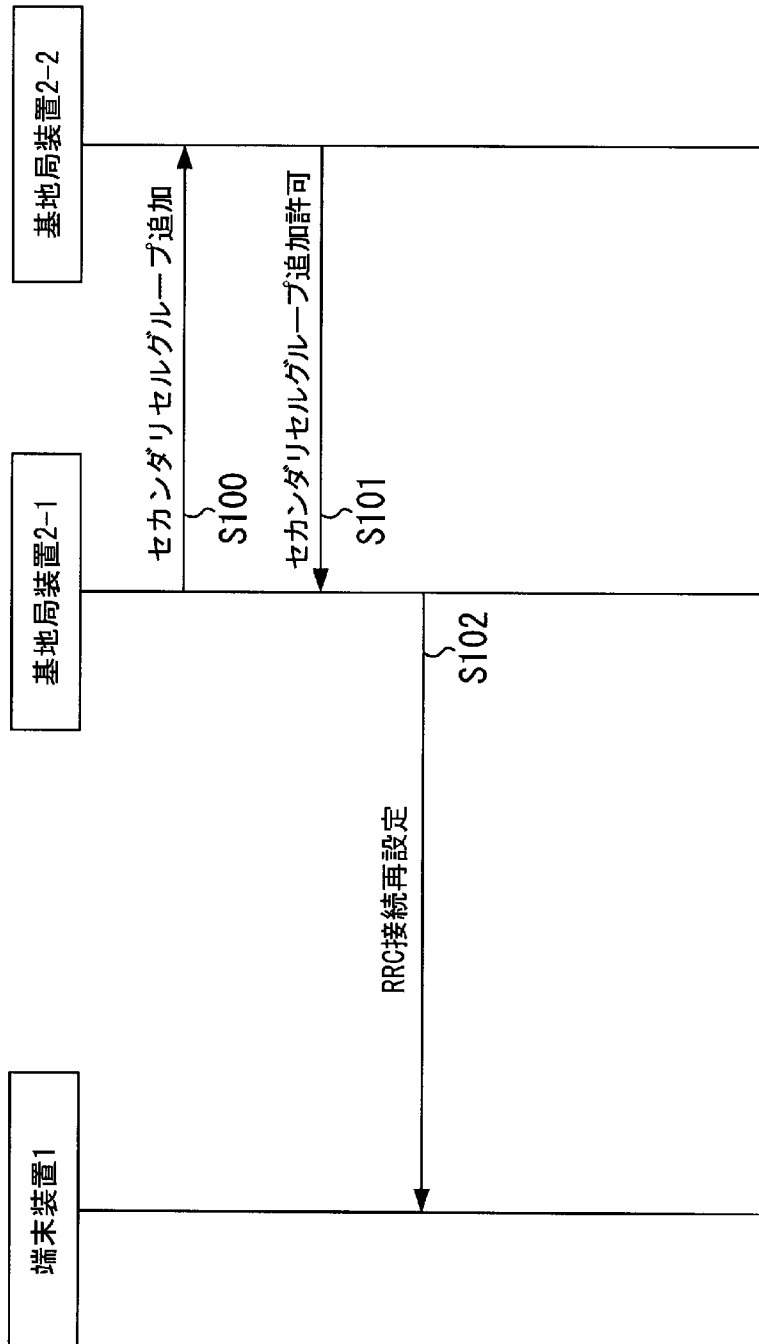 端末装置1
基地局装置2-1
基地局装置2-2
セカンダリセルグループ追加
S100
セカンダリセルグループ追加許可
S101
RRC接続再設定
S102